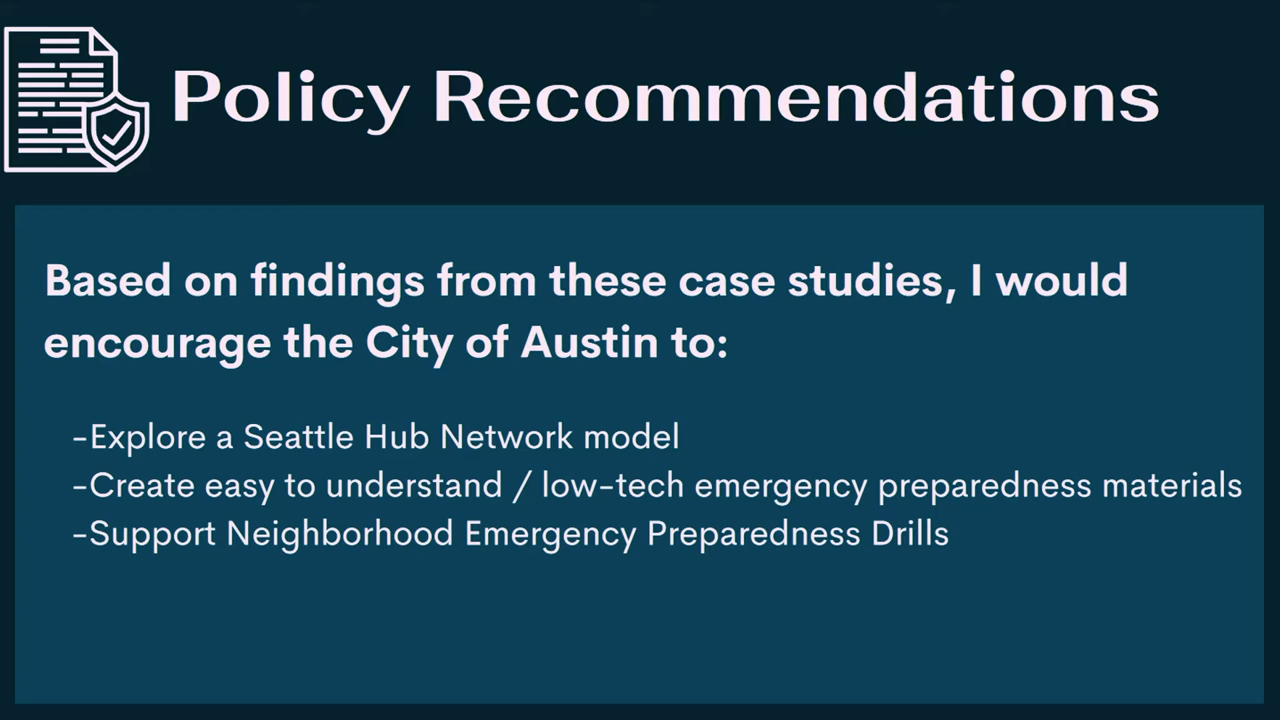 Policy Recommendations
Based on findings from these case studies, I would
encourage the City of Austin to:
-Explore a Seattle Hub Network model
-Create easy to understand / low-tech emergency preparedness materials
-Support Neighborhood Emergency Preparedness Drills